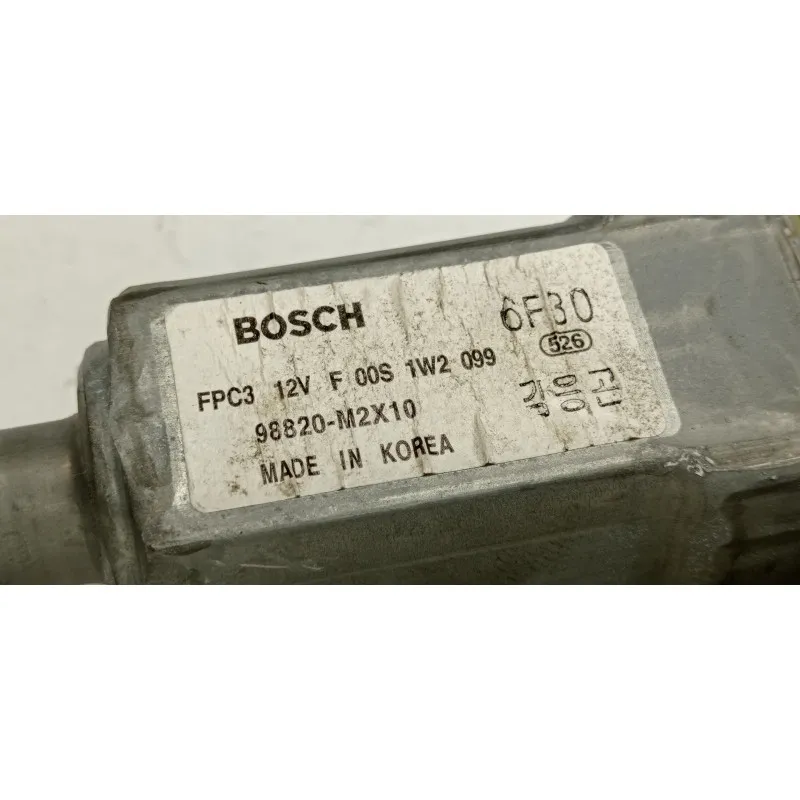 BOSCH
6F30
526
FPC3 12V F 00S 1W2 099
98820-M2X10
MADE IN KOREA